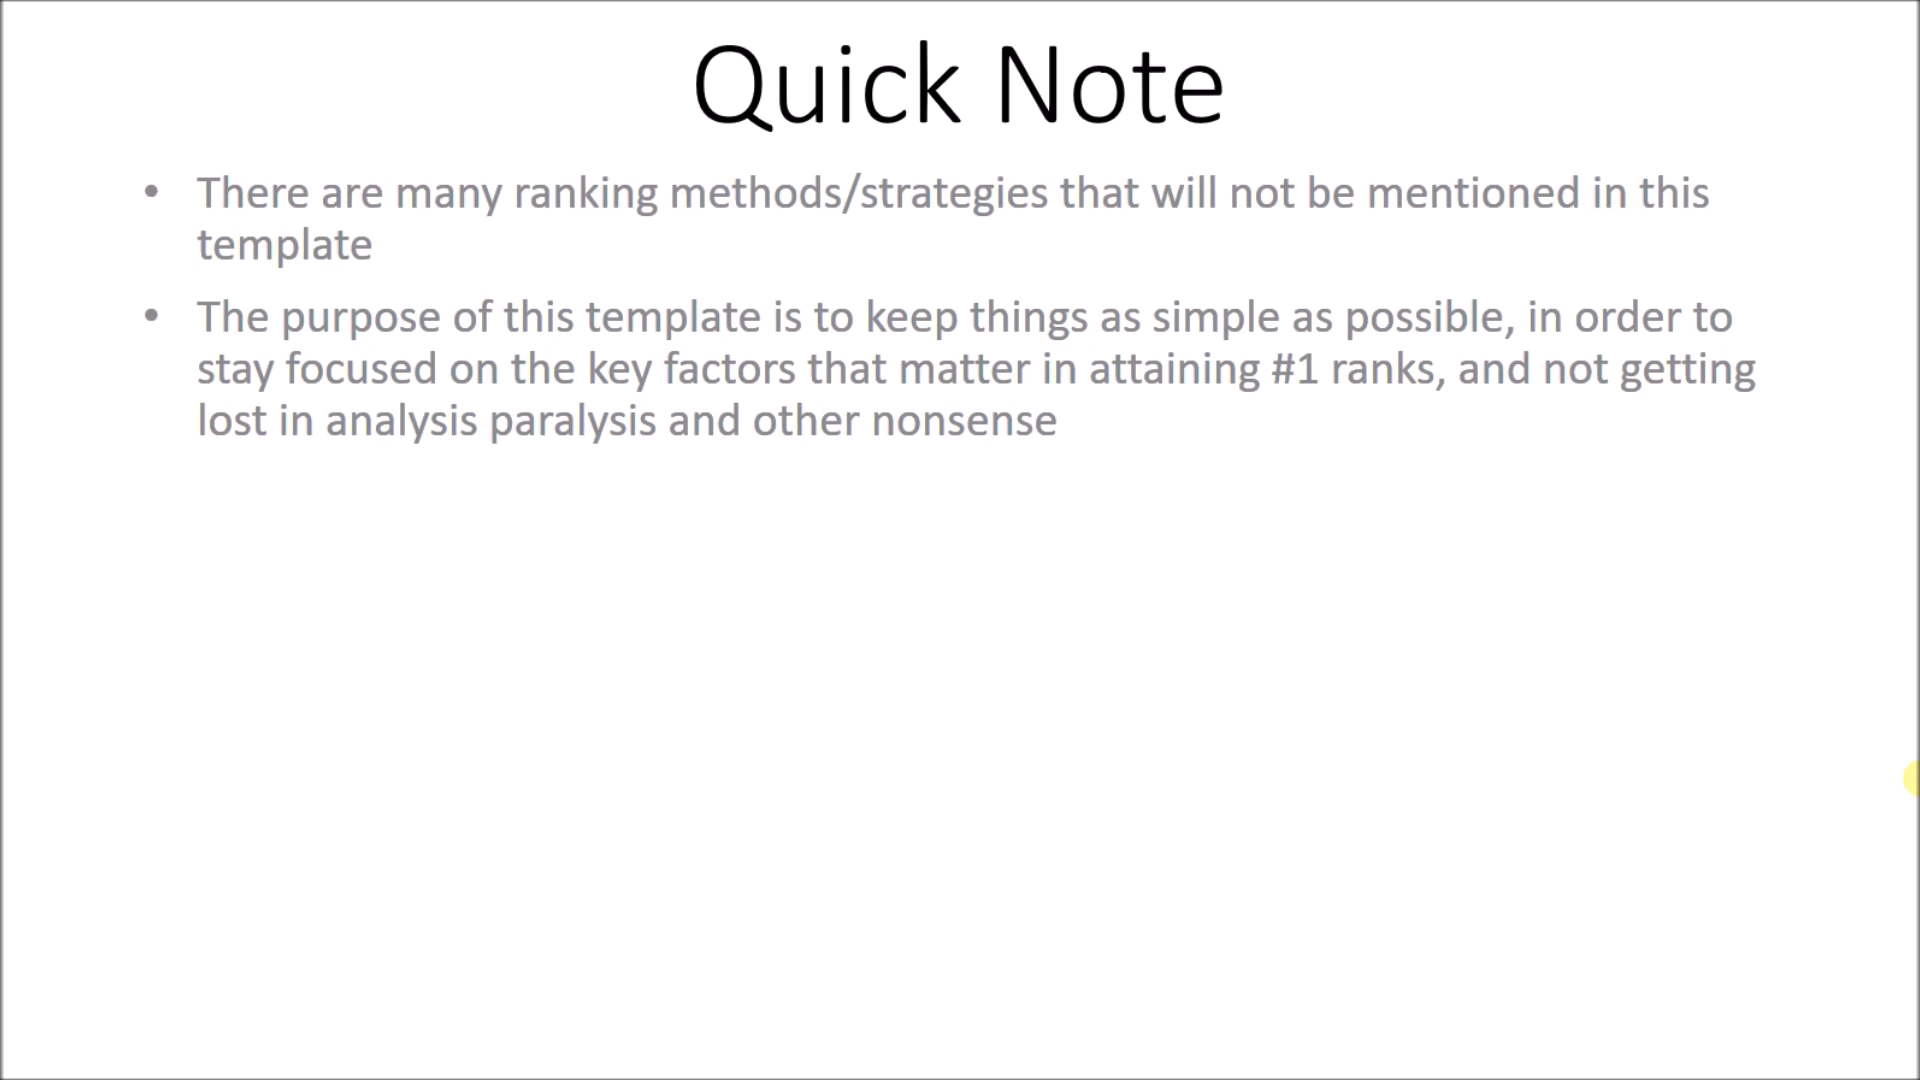 Quick Note
• There are many ranking methods/strategies that will not be mentioned in this
template
• The purpose of this template is to keep things as simple as possible, in order to
stay focused on the key factors that matter in attaining #1 ranks, and not getting
lost in analysis paralysis and other nonsense